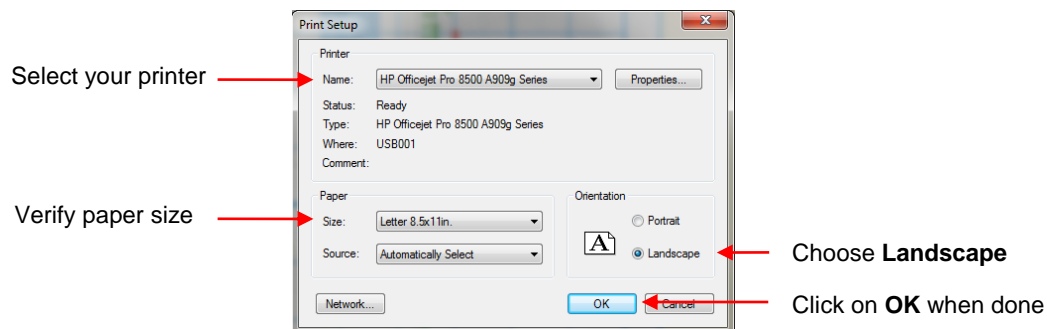 Print Setup
x
Printer
Select your printer
Name: HP Officejet Pro 8500 A909g Series Properties...
Status: Ready
Type: HP Officejet Pro 8500 A909g Series
Where: USB001
Comment:
Paper
Orientation
Verify paper size
Size: Letter 8.5x11in.
Portrait
A
Source: Automatically Select
Landscape
Choose Landscape
Network...
OK
Cancel
Click on OK when done